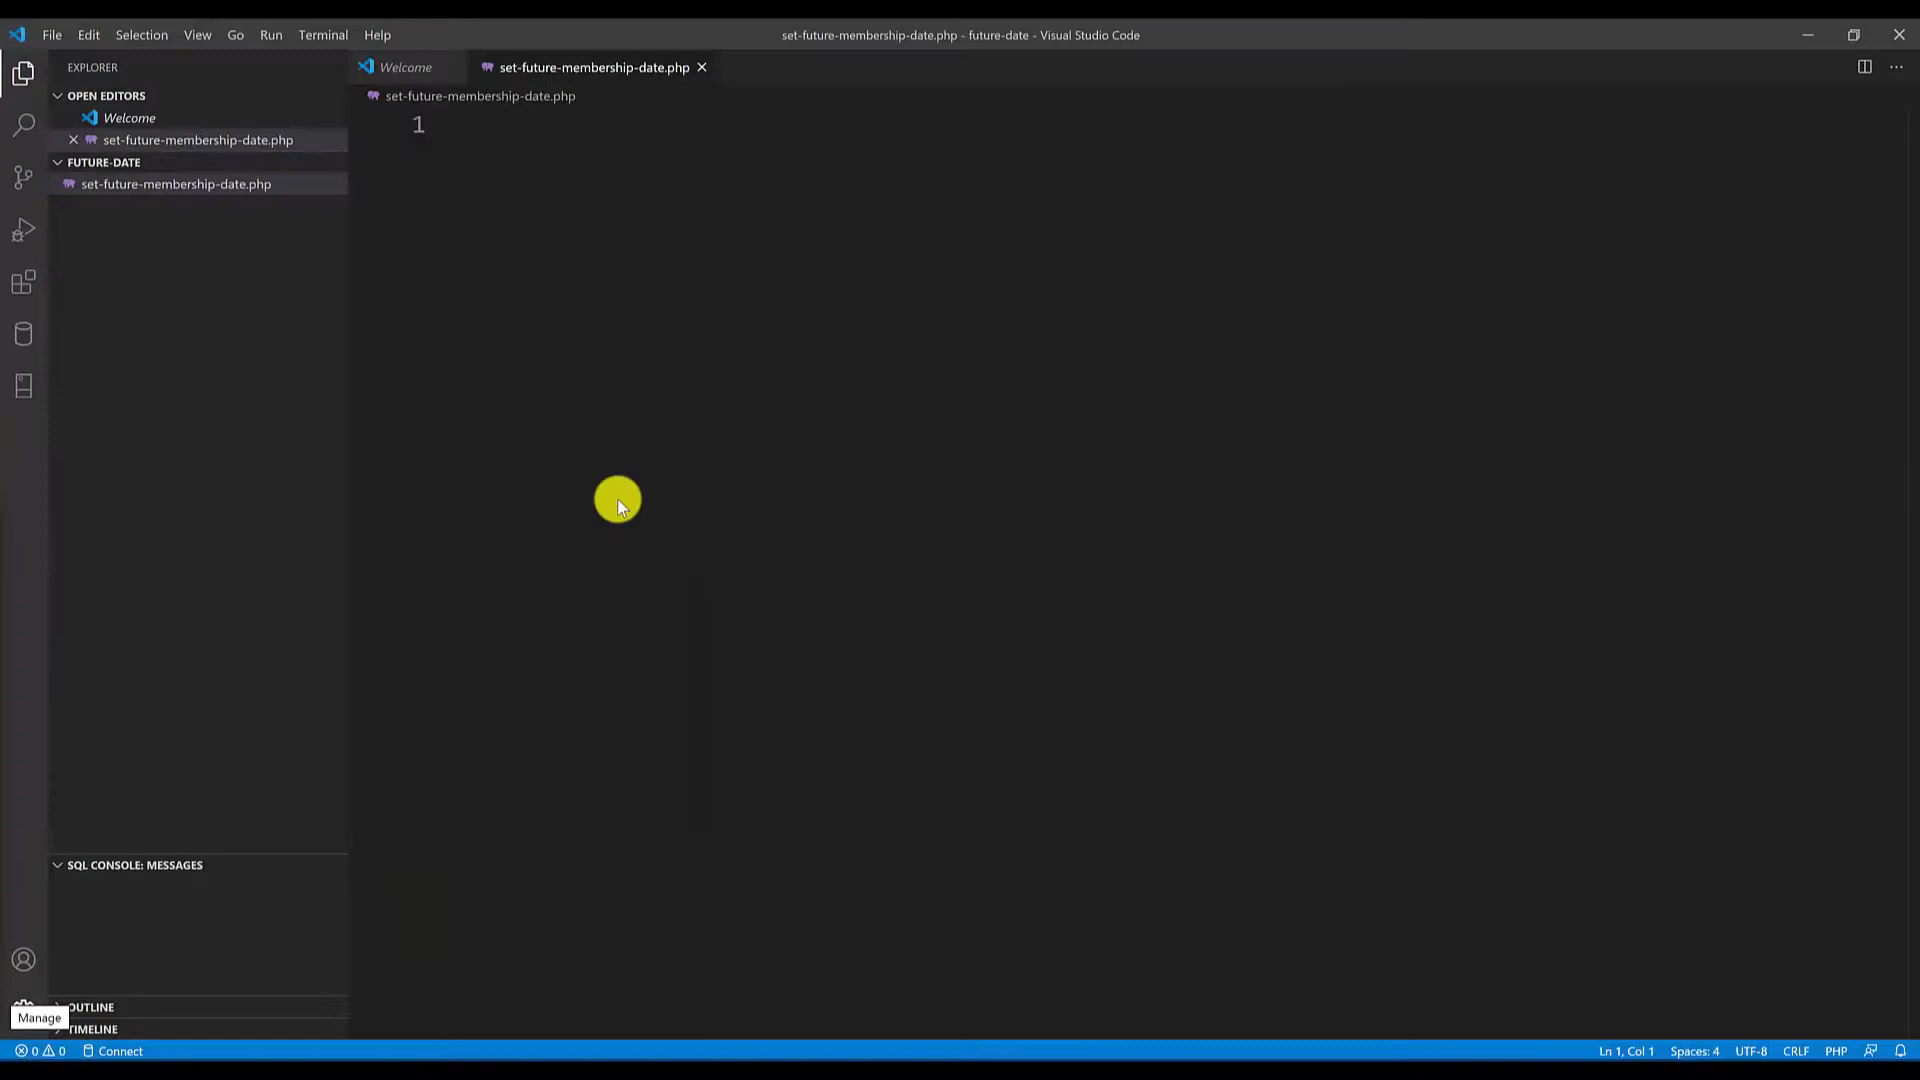 File Edit Selection View Go Run Terminal Help
set-future-membership-date.php - future-date - Visual Studio Code
EXPLORER
Welcome
set-future-membership-date.php
OPEN EDITORS
Welcome
set-future-membership-date.php
FUTURE-DATE
set-future-membership-date.php
set-future-membership-date.php
1
SQL CONSOLE: MESSAGES
OUTLINE
Manage
TIMELINE
0 0 Connect
Ln 1, Col 1 Spaces: 4 UTF-8 CRLF PHP